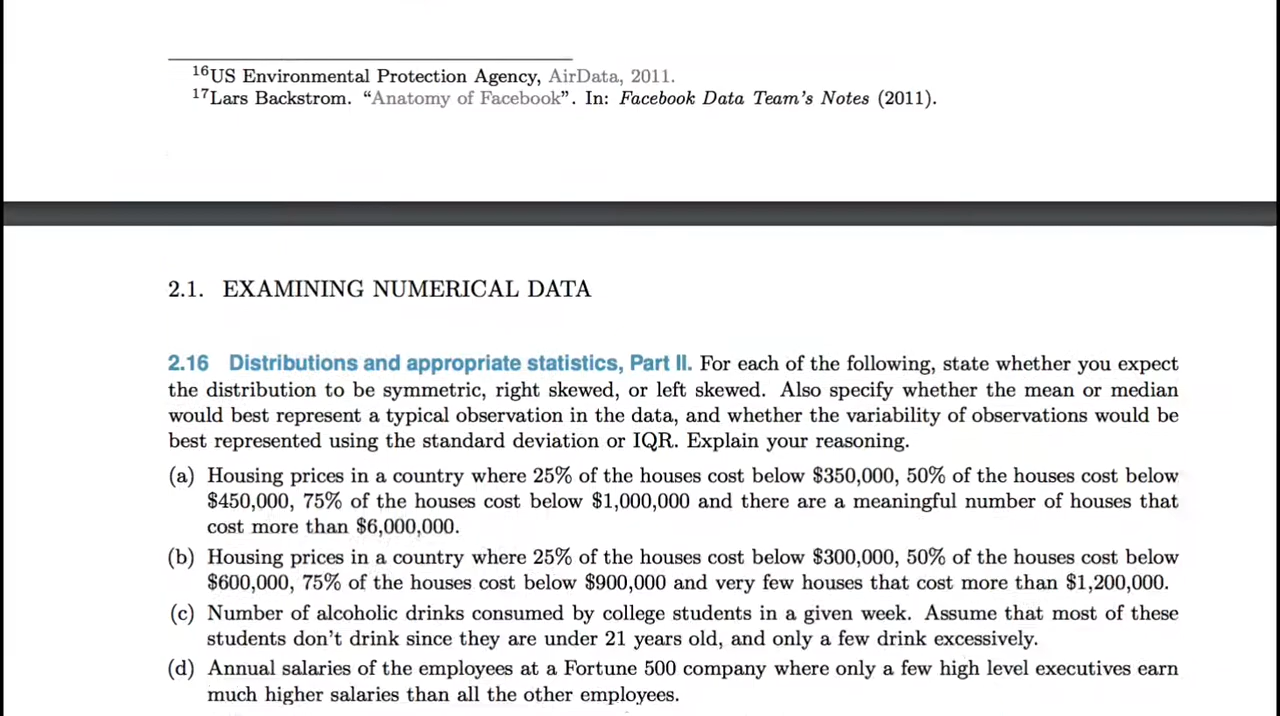 16US Environmental Protection Agency, AirData, 2011.
17Lars Backstrom. “Anatomy of Facebook”. In: Facebook Data Team’s Notes (2011).
2.1. EXAMINING NUMERICAL DATA
2.16 Distributions and appropriate statistics, Part II. For each of the following, state whether you expect
the distribution to be symmetric, right skewed, or left skewed. Also specify whether the mean or median
would best represent a typical observation in the data, and whether the variability of observations would be
best represented using the standard deviation or IQR. Explain your reasoning.
(a) Housing prices in a country where 25% of the houses cost below $350,000, 50% of the houses cost below
$450,000, 75% of the houses cost below $1,000,000 and there are a meaningful number of houses that
cost more than $6,000,000.
(b) Housing prices in a country where 25% of the houses cost below $300,000, 50% of the houses cost below
$600,000, 75% of the houses cost below $900,000 and very few houses that cost more than $1,200,000.
(c) Number of alcoholic drinks consumed by college students in a given week. Assume that most of these
students don’t drink since they are under 21 years old, and only a few drink excessively.
(d) Annual salaries of the employees at a Fortune 500 company where only a few high level executives earn
much higher salaries than all the other employees.